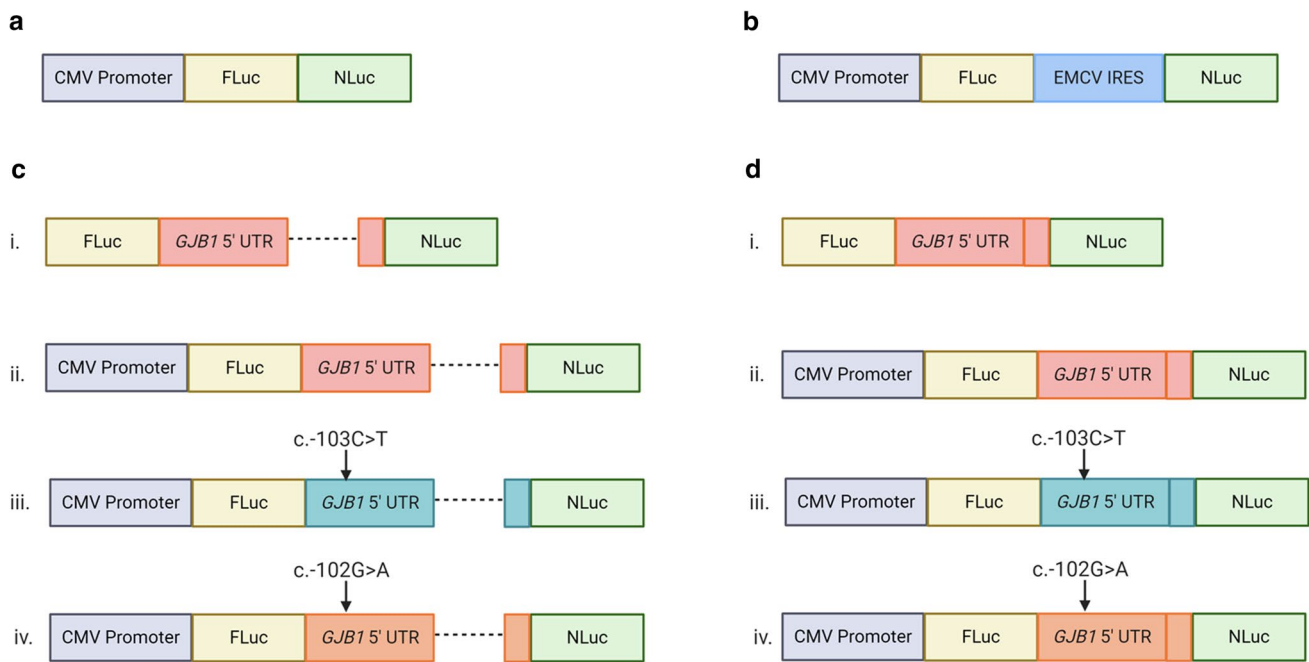 a
b
CMV Promoter FLuc NLuc
CMV Promoter FLuc EMCV IRES NLuc
c
d
i. FLuc GJB1 5' UTR NLuc
i. FLuc GJB1 5' UTR NLuc
ii. CMV Promoter FLuc GJB1 5' UTR NLuc
ii. CMV Promoter FLuc GJB1 5' UTR NLuc
c.-103C>T
c.-103C>T
iii. CMV Promoter FLuc GJB1 5' UTR NLuc
iii. CMV Promoter FLuc GJB1 5' UTR NLuc
c.-102G>A
c.-102G>A
iv. CMV Promoter FLuc GJB1 5' UTR NLuc
iv. CMV Promoter FLuc GJB1 5' UTR NLuc